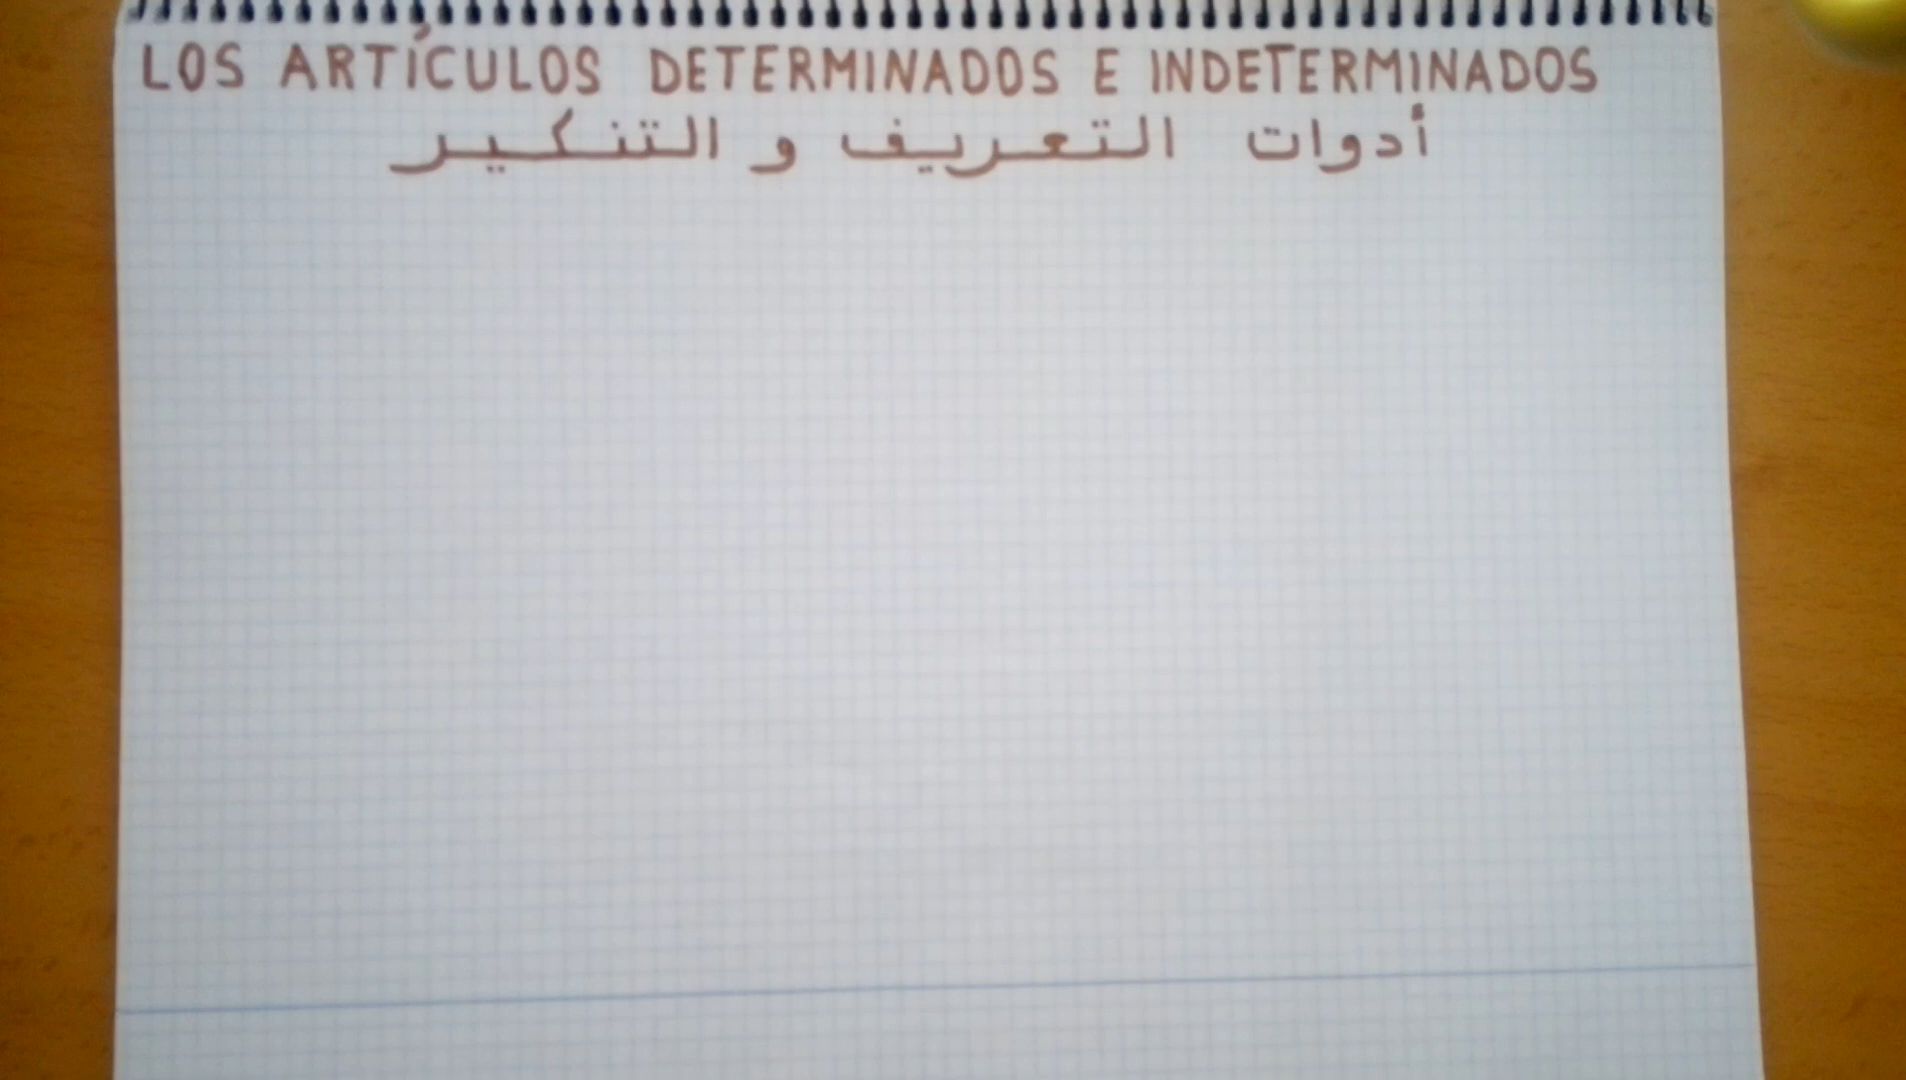 LOS ARTÍCULOS DETERMINADOS E INDETERMINADOS
أدوات التعريف و التنكير